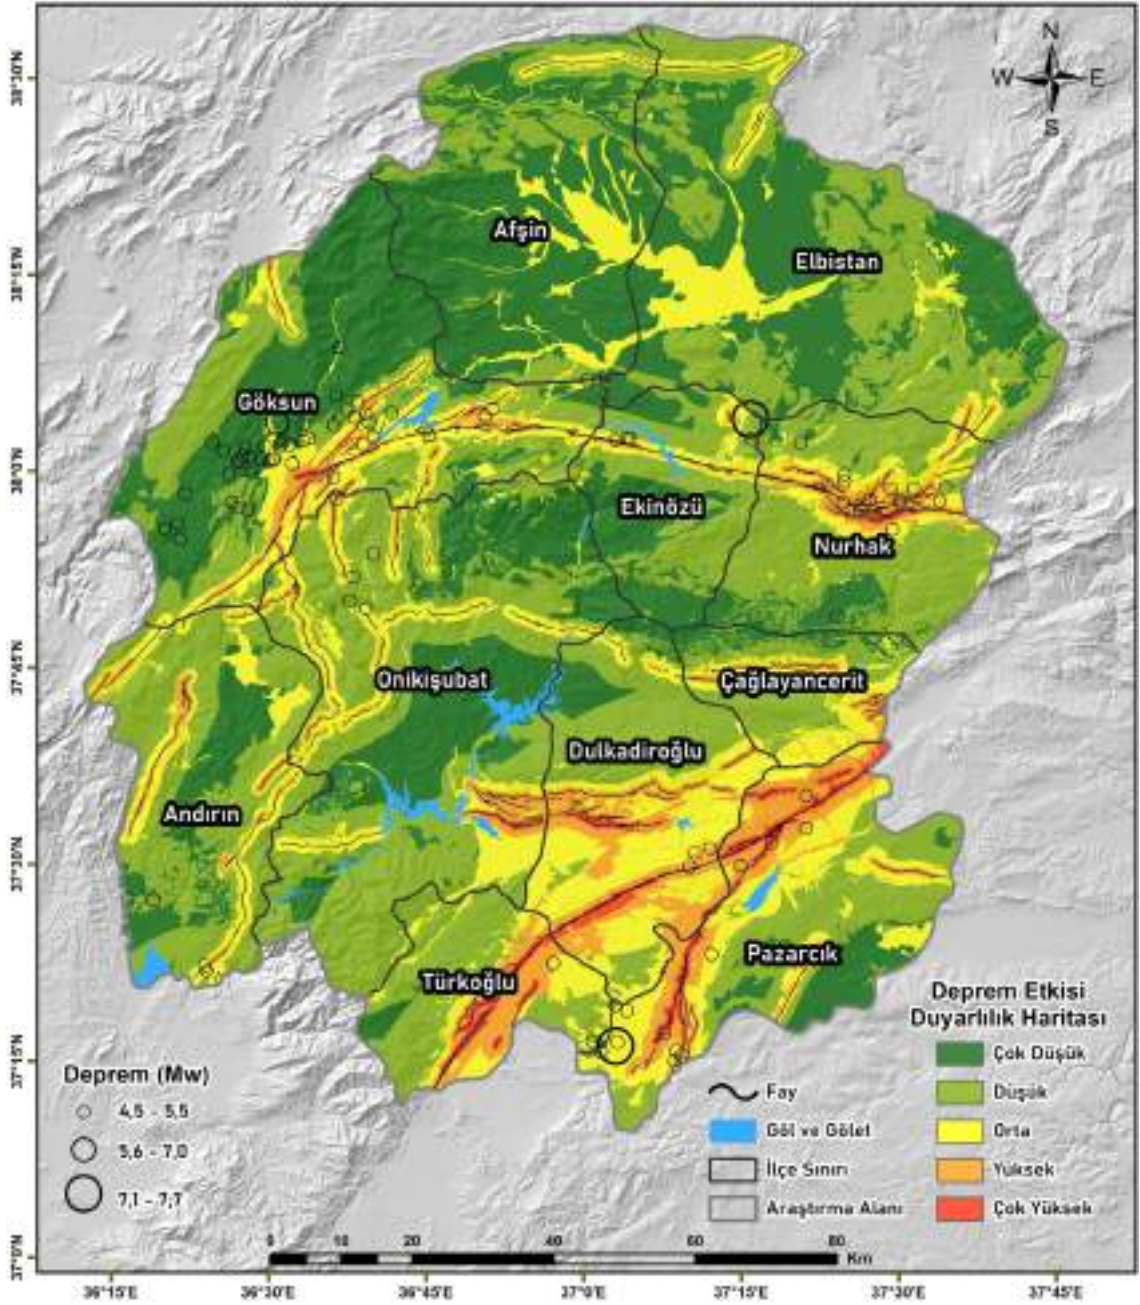 N
W E
S
38°30'N
38°15'N
38°0'N
37°45'N
37°30'N
37°15'N
37°0'N
Afşin
Elbistan
Göksun
Ekinözü
Nurhak
Onikişubat
Çağlayancerit
Dulkadiroğlu
Andırın
Pazarcık
Türkoğlu
Deprem (Mw)
4,5 - 5,5
5,6 - 7,0
7,1 - 7,7
Fay
Göl ve Gölet
İlçe Sınırı
Araştırma Alanı
Deprem Etkisi
Duyarlılık Haritası
Çok Düşük
Düşük
Orta
Yüksek
Çok Yüksek
0 10 20 40 60 80
Km
36°15'E 36°30'E 36°45'E 37°0'E 37°15'E 37°30'E 37°45'E